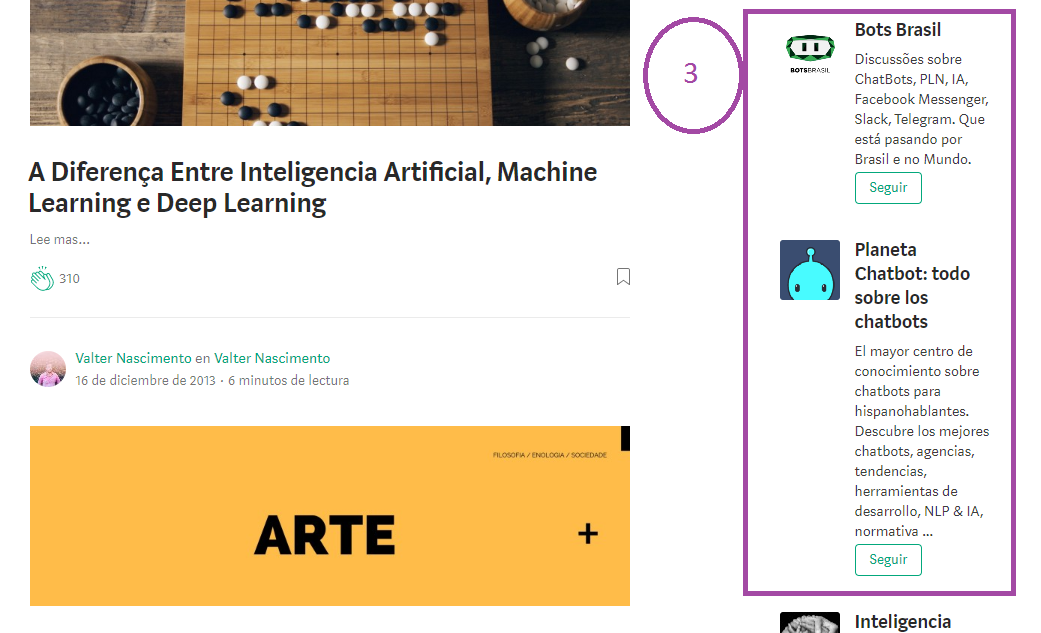 A Diferença Entre Inteligencia Artificial, Machine
Learning e Deep Learning
Lee mas...
310
Valter Nascimento en Valter Nascimento
16 de diciembre de 2013 · 6 minutos de lectura
FILOSOFIA / ENOLOGIA / SOCIEDADE
ARTE
+
3
BOTSBRASIL
Bots Brasil
Discussões sobre
ChatBots, PLN, IA,
Facebook Messenger,
Slack, Telegram. Que
está pasando por
Brasil e no Mundo.
Seguir
Planeta
Chatbot: todo
sobre los
chatbots
El mayor centro de
conocimiento sobre
chatbots para
hispanohablantes.
Descubre los mejores
chatbots, agencias,
tendencias,
herramientas de
desarrollo, NLP & IA,
normativa ...
Seguir
Inteligencia